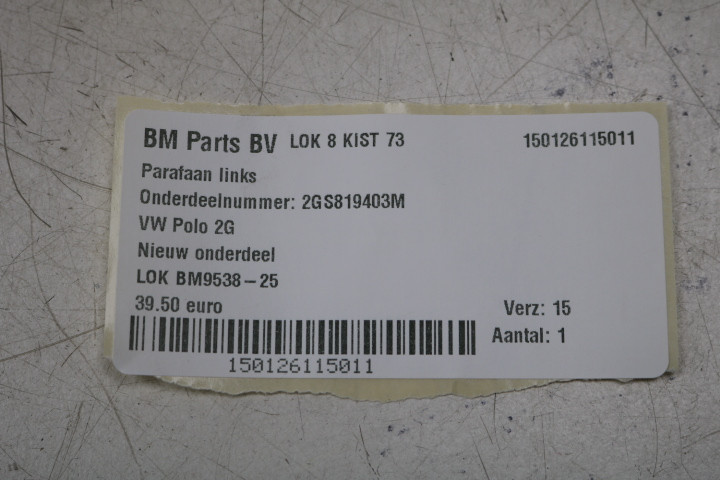 BM Parts BV LOK 8 KIST 73 150126115011
Parafaan links
Onderdeelnummer: 2GS819403M
VW Polo 2G
Nieuw onderdeel
LOK BM9538-25
39.50 euro Verz: 15
Aantal: 1
150126115011